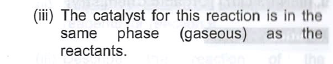 (iii) The catalyst for this reaction is in the
same phase (gaseous) as the
reactants.